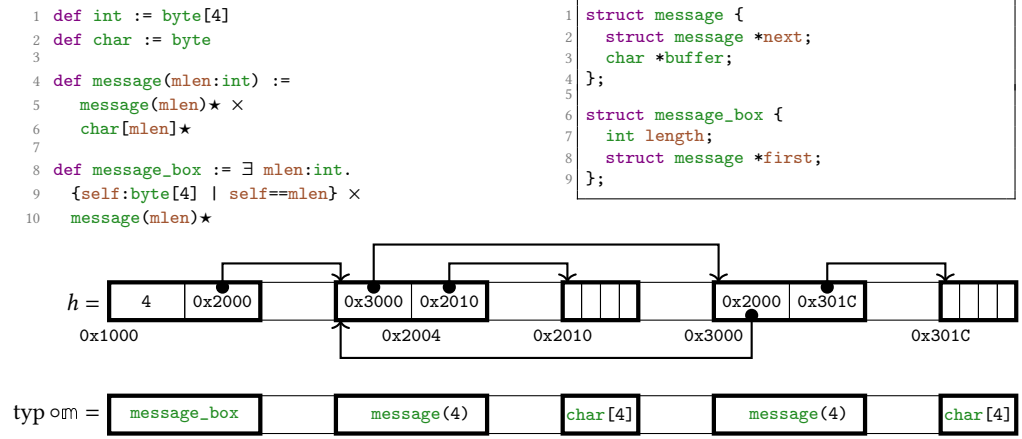 1 def int := byte[4]
2 def char := byte
3
4 def message(mlen:int) :=
5 message(mlen)★ ×
6 char[mlen]★
7
8 def message_box := ∃ mlen:int.
9 {self:byte[4] | self==mlen} ×
10 message(mlen)★
1 struct message {
2 struct message *next;
3 char *buffer;
4 };
5
6 struct message_box {
7 int length;
8 struct message *first;
9 };
h = 4 0x2000 0x3000 0x2010 0x2000 0x301C
0x1000 0x2004 0x2010 0x3000 0x301C
typ ∘ 𝕞 = message_box message(4) char[4] message(4) char[4]